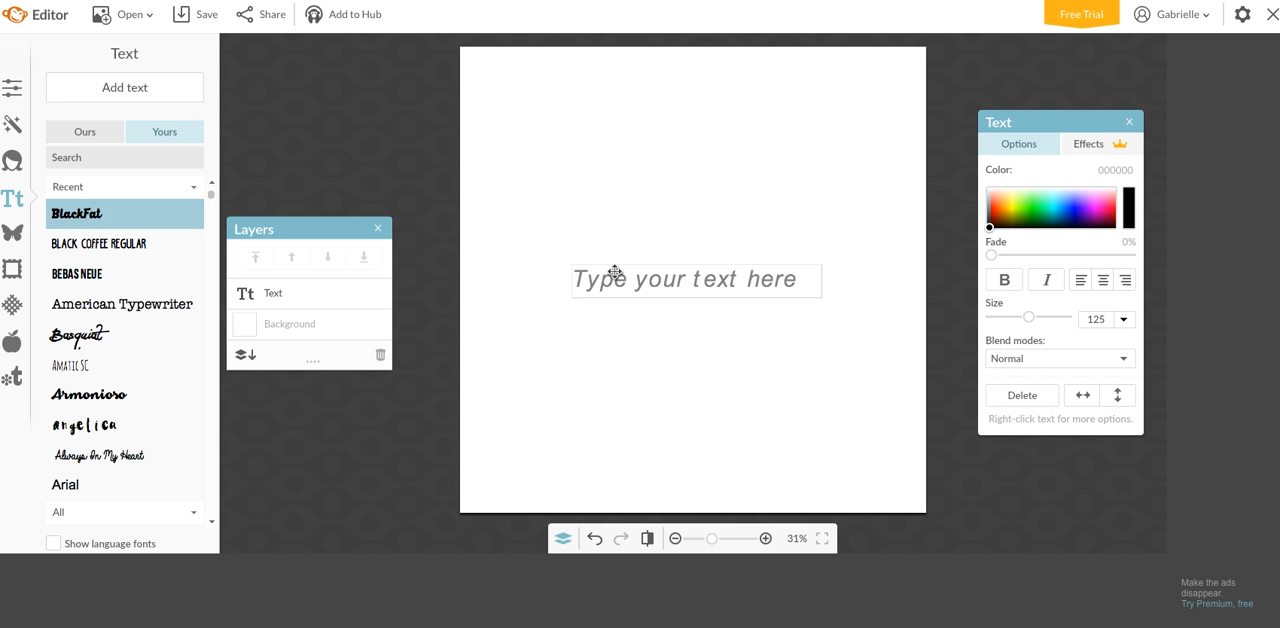 Editor
Open
Save
Share
Add to Hub
Free Trial
Gabrielle
Text
Add text
Ours
Yours
Search
Recent
BlackFat
BLACK COFFEE REGULAR
BEBAS NEUE
American Typewriter
Basquiat
AMATIC SC
Armonioso
angelica
Always In My Heart
Arial
All
Show language fonts
Layers
Tt Text
Background
Type your text here
Text
Options
Effects
Color:
000000
Fade
0%
B
I
Size
125
Blend modes:
Normal
Delete
Right-click text for more options.
31%
Make the ads
disappear.
Try Premium, free